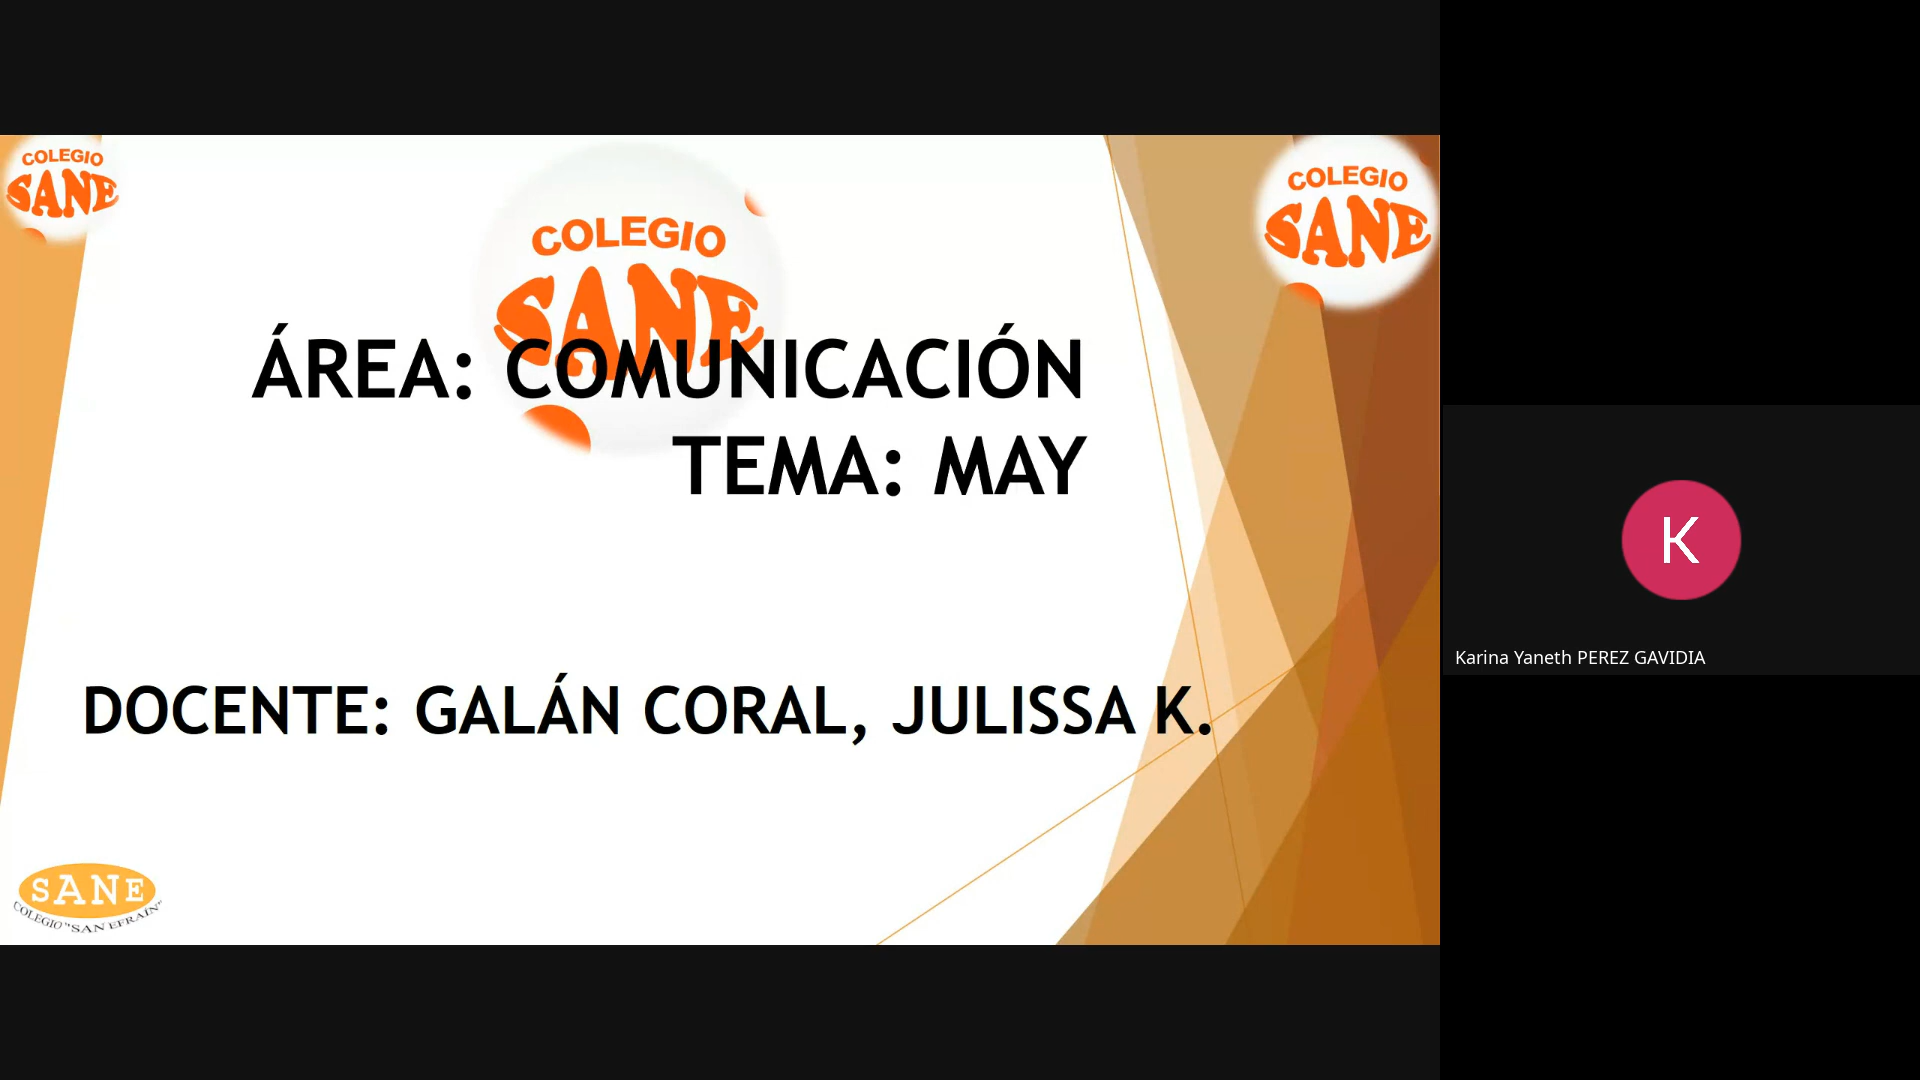 COLEGIO
SANE
COLEGIO
SANE
COLEGIO
SANE
ÁREA: COMUNICACIÓN
TEMA: MAY
DOCENTE: GALÁN CORAL, JULISSA K.
SANE
COLEGIO "SAN EFRAIN"
K
Karina Yaneth PEREZ GAVIDIA